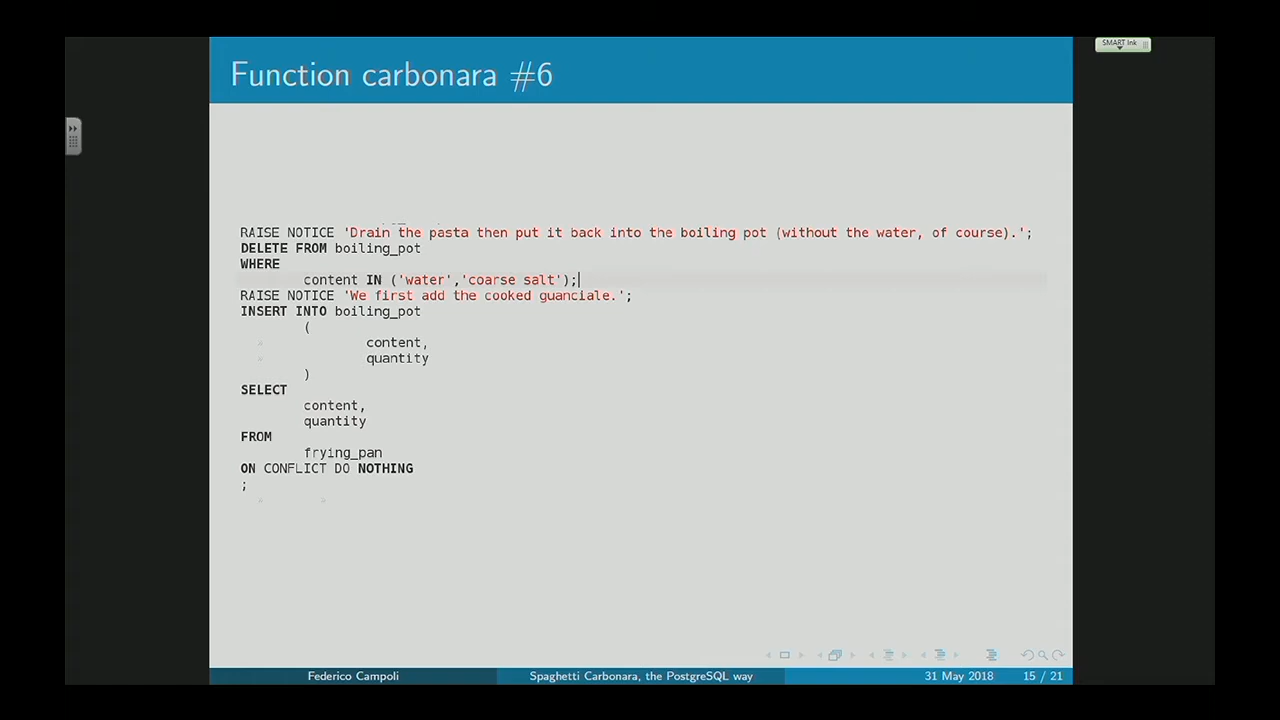 SMART Ink
Function carbonara #6
RAISE NOTICE 'Drain the pasta then put it back into the boiling pot (without the water, of course).';
DELETE FROM boiling_pot
WHERE
content IN ('water','coarse salt');
RAISE NOTICE 'We first add the cooked guanciale.';
INSERT INTO boiling_pot
(
content,
quantity
)
SELECT
content,
quantity
FROM
frying_pan
ON CONFLICT DO NOTHING
;
Federico Campoli
Spaghetti Carbonara, the PostgreSQL way
31 May 2018
15 / 21